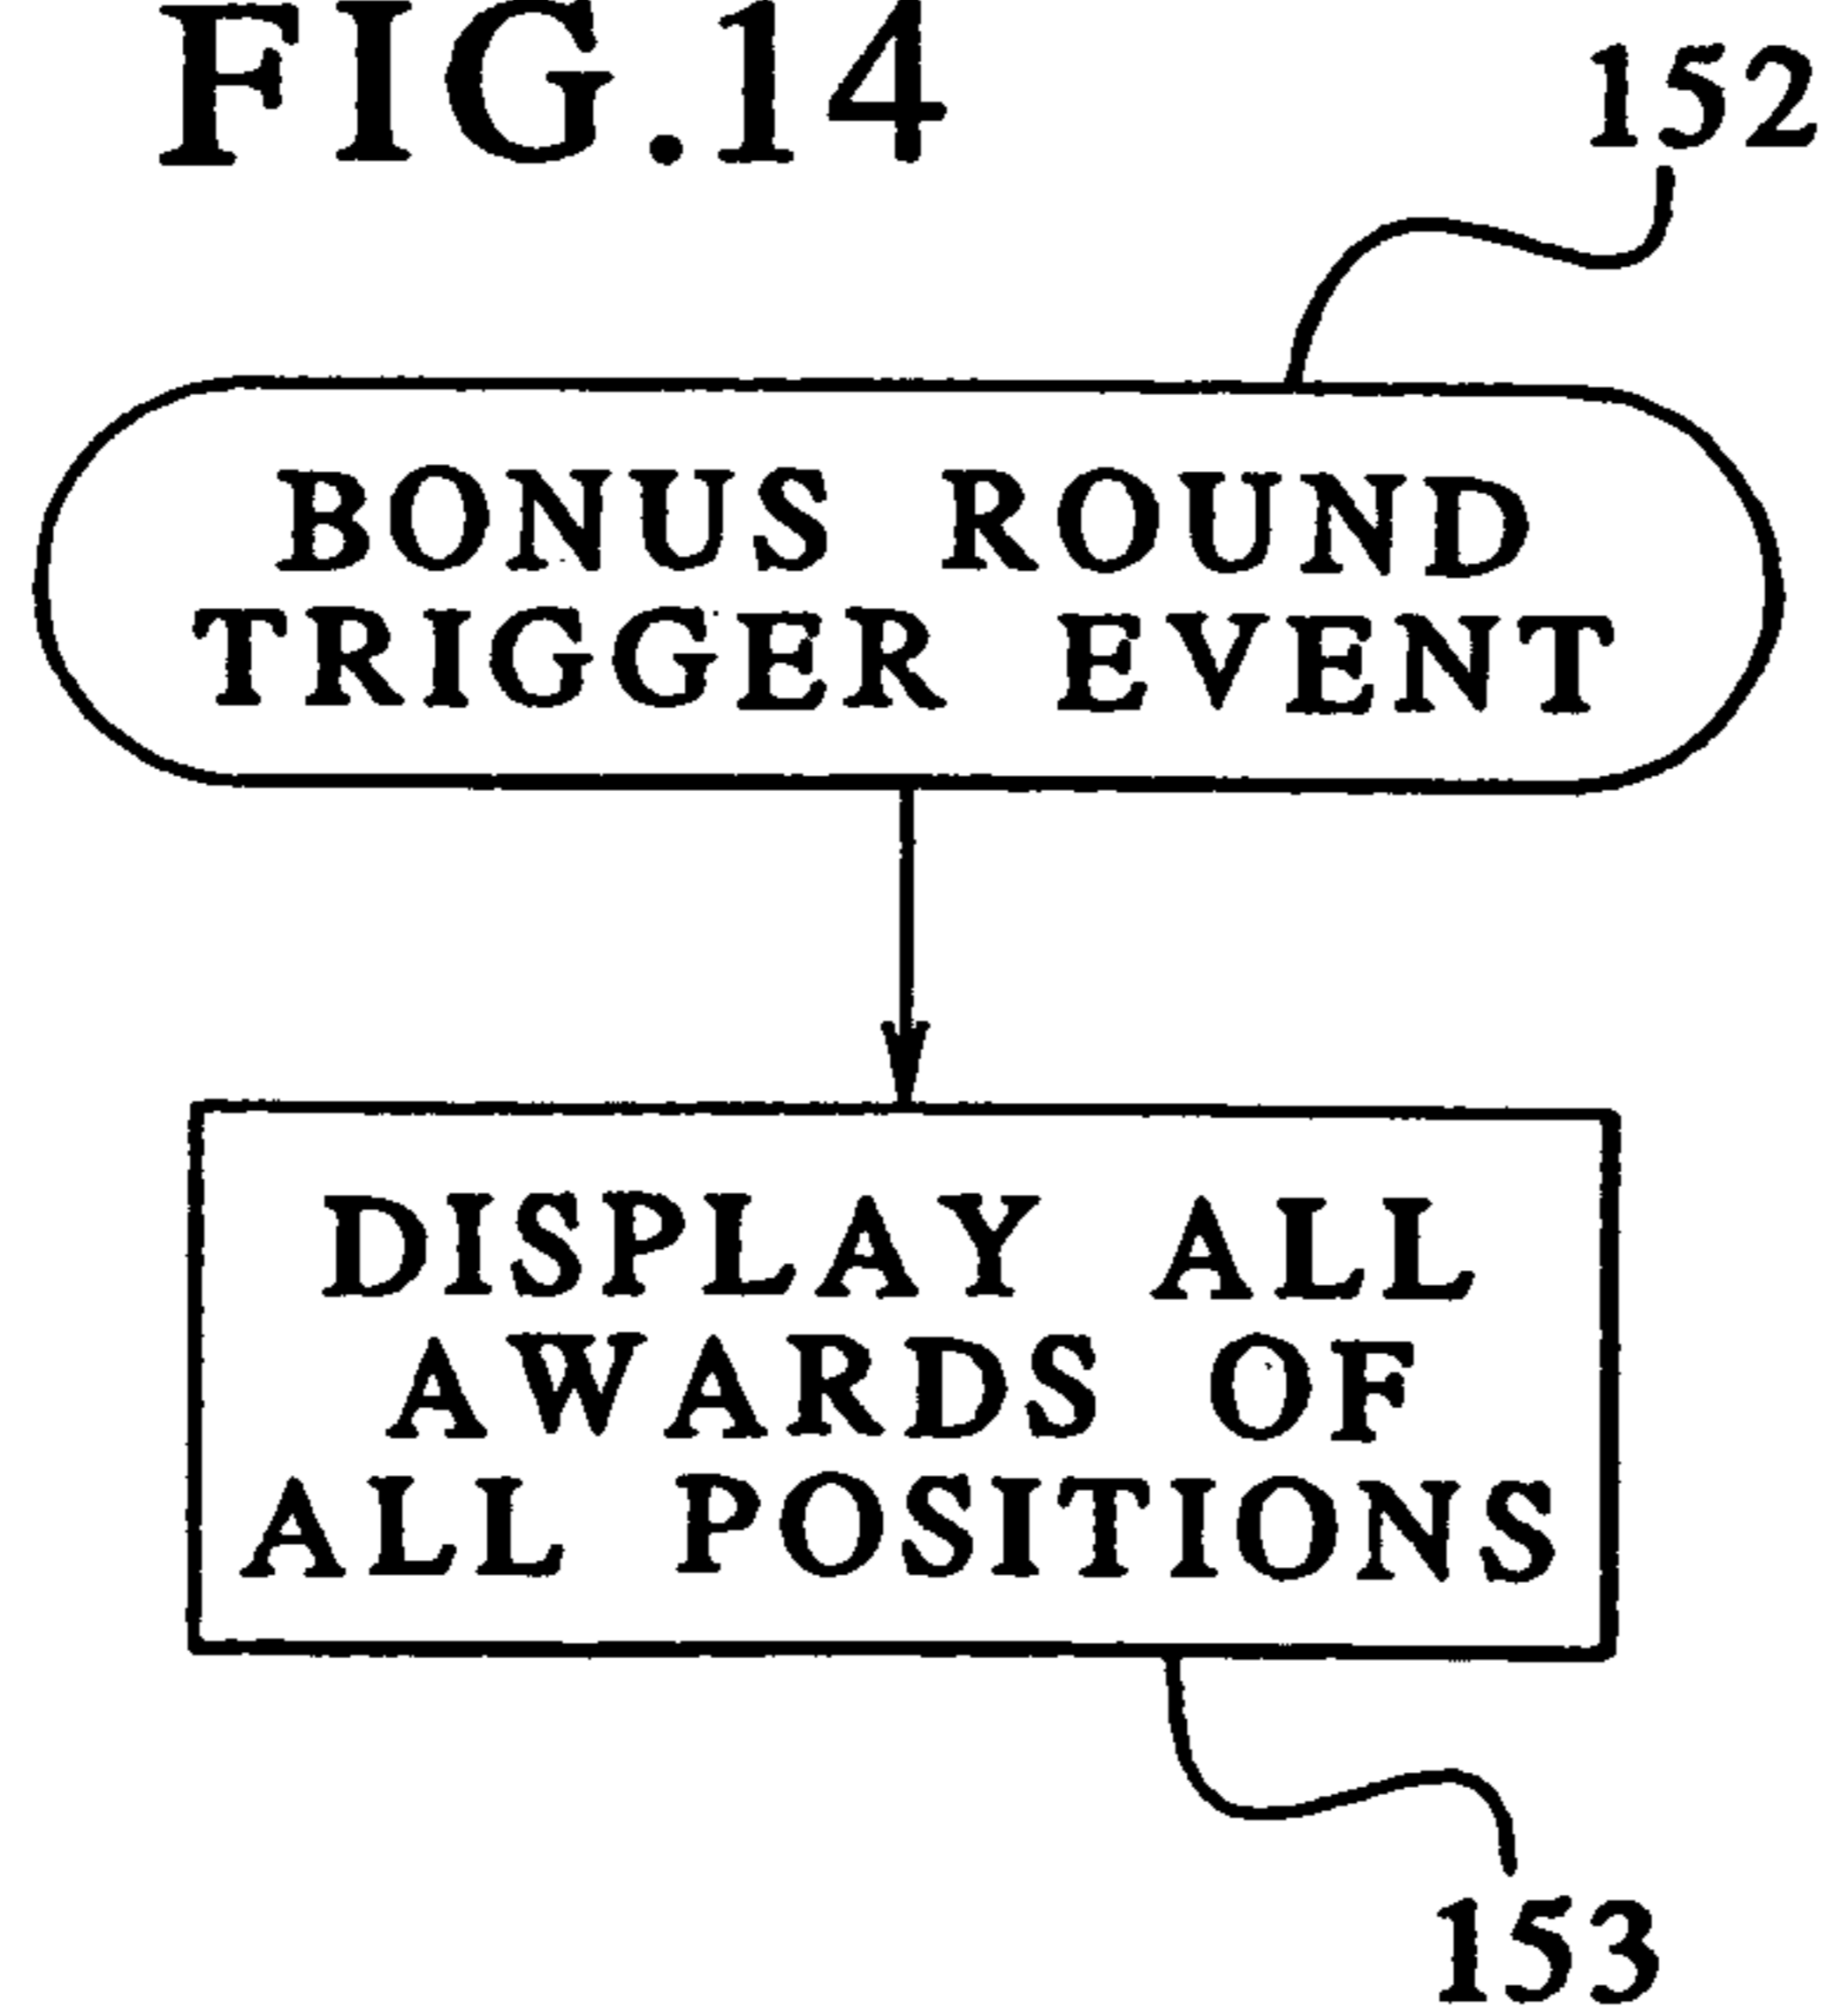 FIG.14
152
BONUS ROUND
TRIGGER EVENT
DISPLAY ALL
AWARDS OF
ALL POSITIONS
153